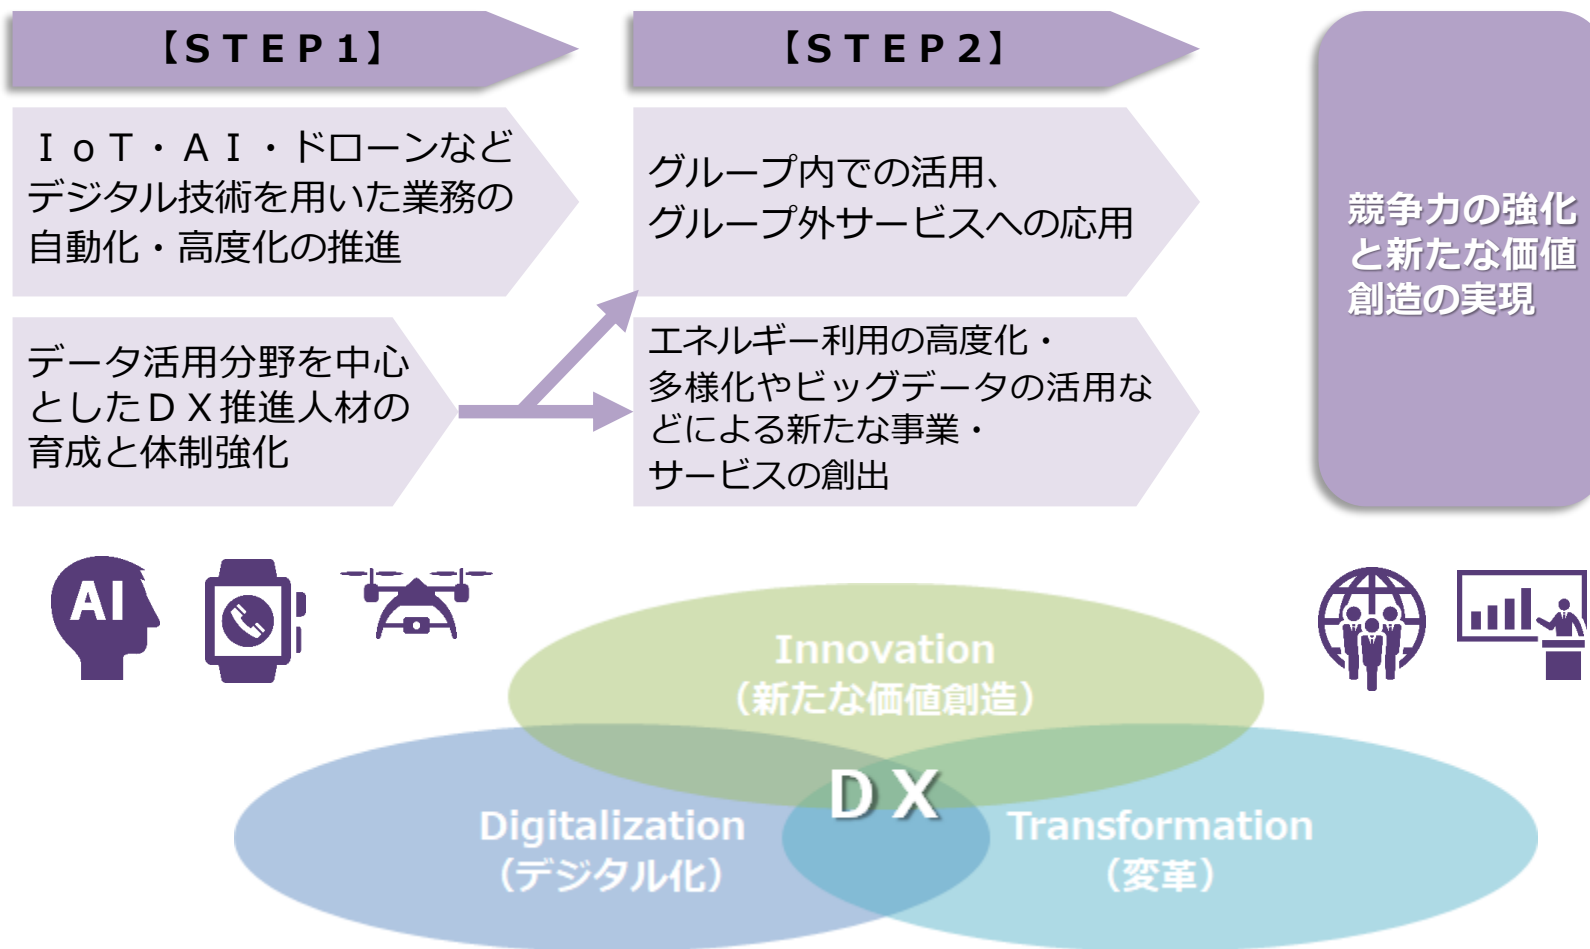 【ＳＴＥＰ１】
ＩｏＴ・ＡＩ・ドローンなど
デジタル技術を用いた業務の
自動化・高度化の推進
データ活用分野を中心
としたＤＸ推進人材の
育成と体制強化
【ＳＴＥＰ２】
グループ内での活用、
グループ外サービスへの応用
エネルギー利用の高度化・
多様化やビッグデータの活用な
どによる新たな事業・
サービスの創出
競争力の強化
と新たな価値
創造の実現
AI
Innovation
（新たな価値創造）
ＤＸ
Digitalization
（デジタル化）
Transformation
（変革）